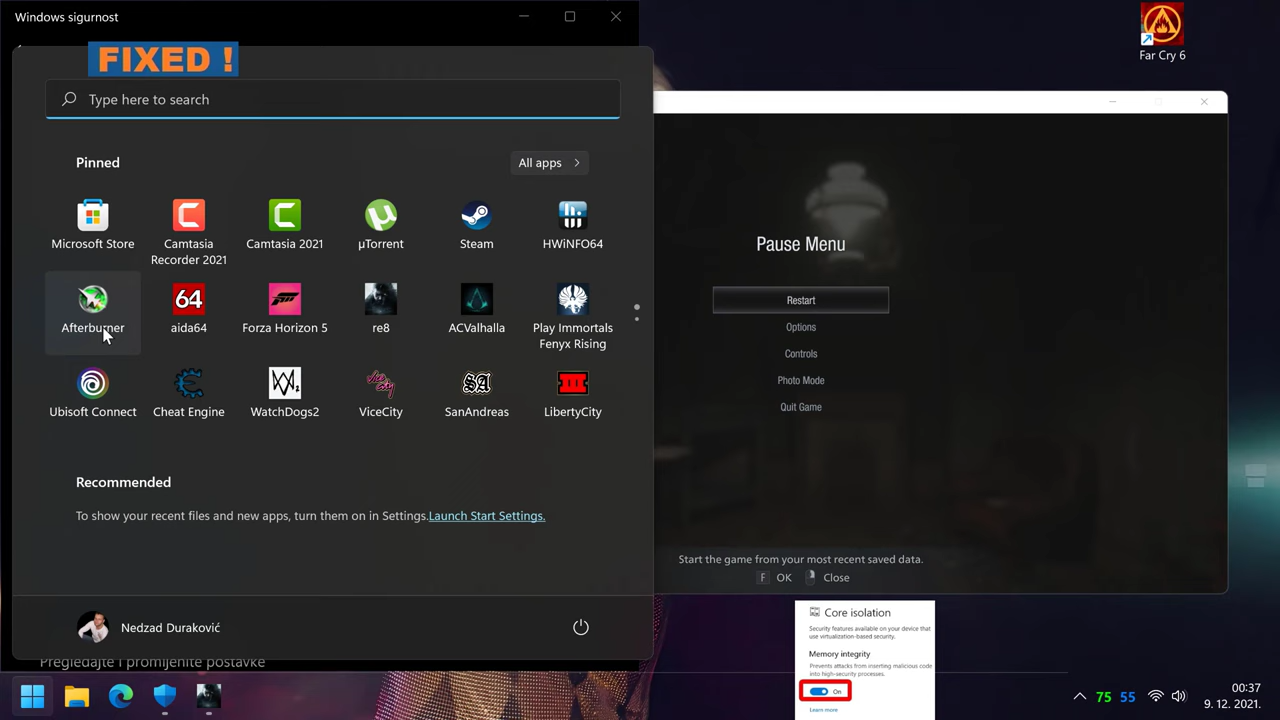 Windows sigurnost
FIXED !
Type here to search
Pinned
All apps
Microsoft Store
Camtasia
Recorder 2021
Camtasia 2021
µTorrent
Steam
HWiNFO64
Afterburner
aida64
Forza Horizon 5
re8
ACValhalla
Play Immortals
Fenyx Rising
Ubisoft Connect
Cheat Engine
WatchDogs2
ViceCity
SanAndreas
LibertyCity
Recommended
To show your recent files and new apps, turn them on in Settings.Launch Start Settings.
Duraković
Pregledajte i promijenite postavke
Far Cry 6
Pause Menu
Restart
Options
Controls
Photo Mode
Quit Game
Start the game from your most recent saved data.
F OK Close
Core isolation
Security features available on your device that
use virtualization-based security.
Memory integrity
Prevents attacks from inserting malicious code
into high-security processes.
On
Learn more
75 55
00:37
9. 12. 2021.